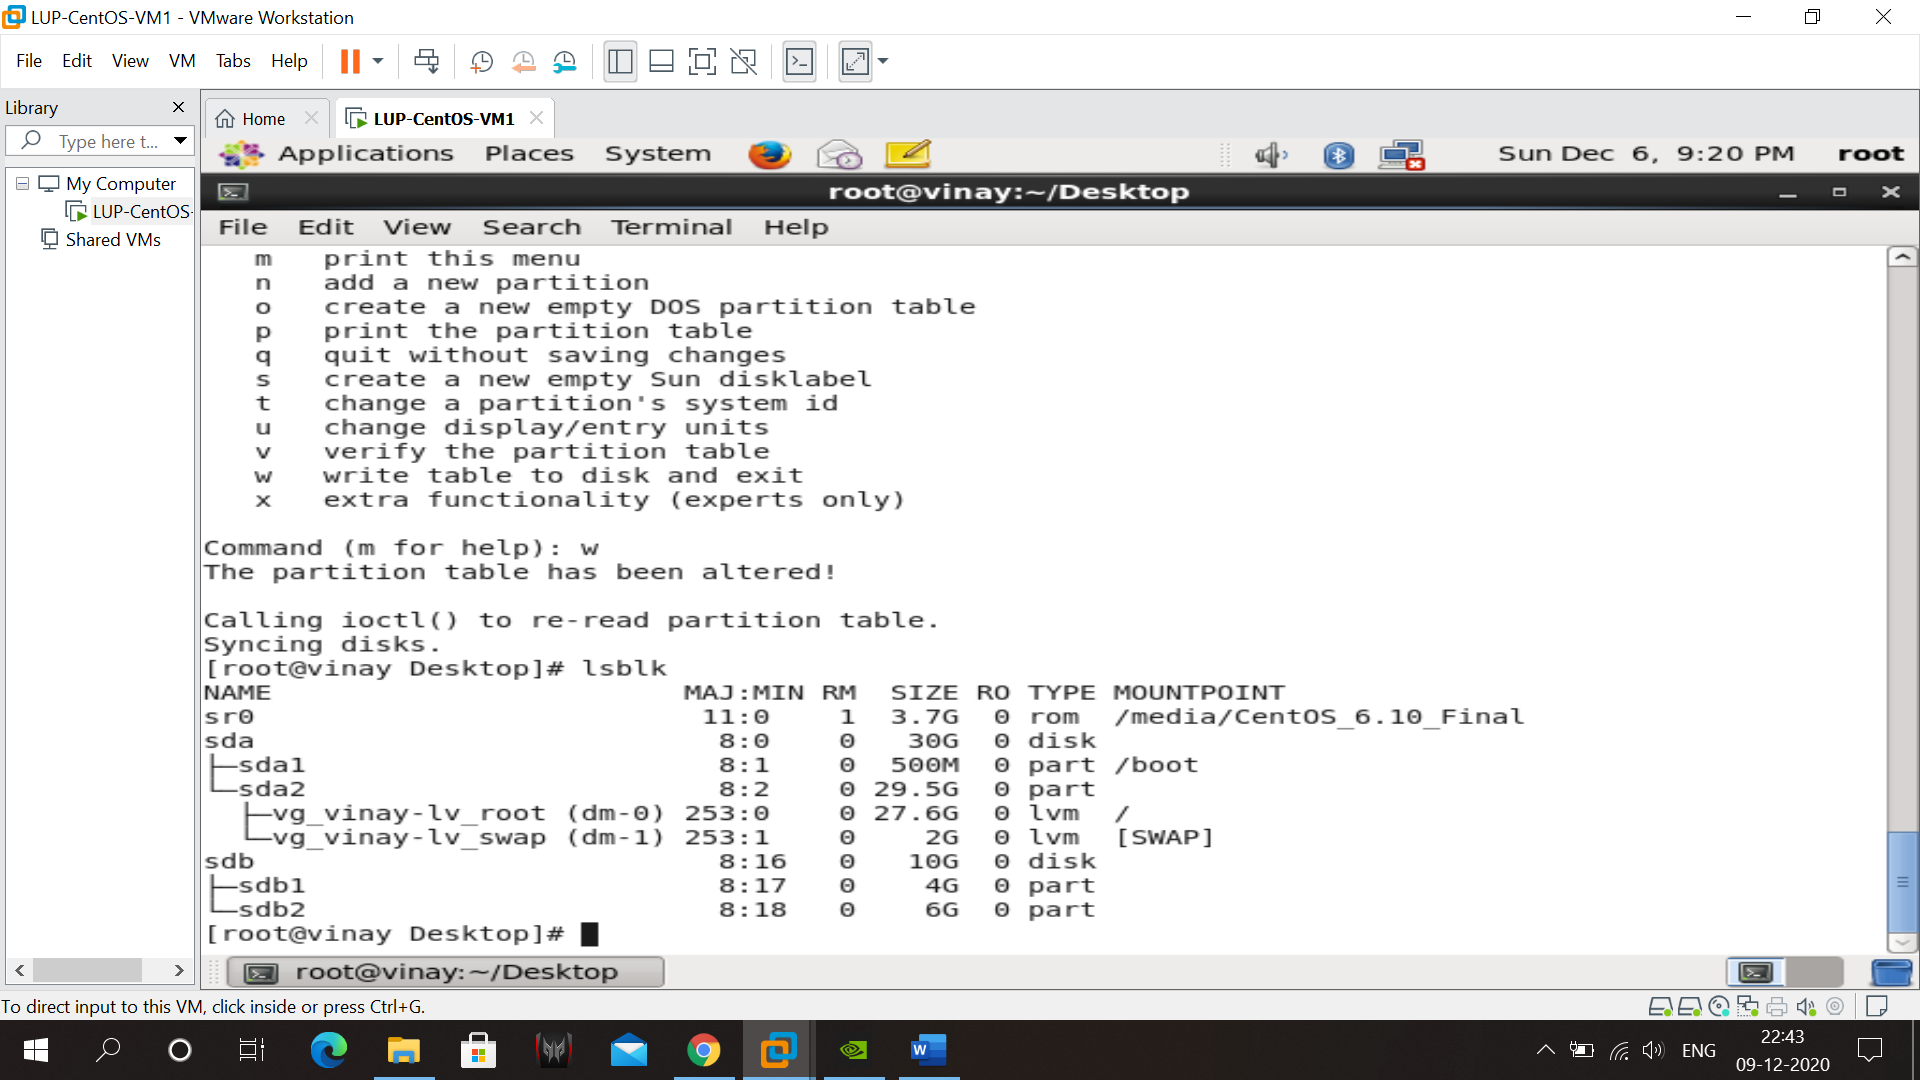 LUP-CentOS-VM1 - VMware Workstation
File Edit View VM Tabs Help
Library
Type here t...
My Computer
LUP-CentOS-
Shared VMs
Home
LUP-CentOS-VM1
Applications Places System
Sun Dec 6, 9:20 PM root
root@vinay:~/Desktop
File Edit View Search Terminal Help
m print this menu
n add a new partition
o create a new empty DOS partition table
p print the partition table
q quit without saving changes
s create a new empty Sun disklabel
t change a partition's system id
u change display/entry units
v verify the partition table
w write table to disk and exit
x extra functionality (experts only)
Command (m for help): w
The partition table has been altered!
Calling ioctl() to re-read partition table.
Syncing disks.
[root@vinay Desktop]# lsblk
NAME MAJ:MIN RM SIZE RO TYPE MOUNTPOINT
sr0 11:0 1 3.7G 0 rom /media/CentOS_6.10_Final
sda 8:0 0 30G 0 disk
├─sda1 8:1 0 500M 0 part /boot
└─sda2 8:2 0 29.5G 0 part
├─vg_vinay-lv_root (dm-0) 253:0 0 27.6G 0 lvm /
└─vg_vinay-lv_swap (dm-1) 253:1 0 2G 0 lvm [SWAP]
sdb 8:16 0 10G 0 disk
├─sdb1 8:17 0 4G 0 part
└─sdb2 8:18 0 6G 0 part
[root@vinay Desktop]#
root@vinay:~/Desktop
To direct input to this VM, click inside or press Ctrl+G.
ENG
22:43
09-12-2020